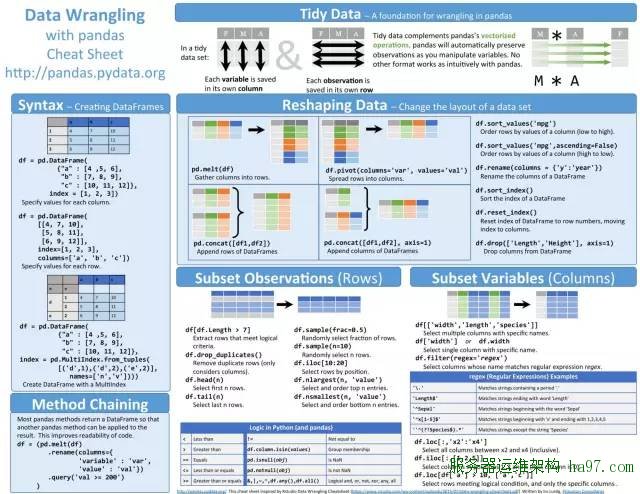 Data Wrangling
with pandas
Cheat Sheet
http://pandas.pydata.org
Tidy Data – A foundation for wrangling in pandas
In a tidy
data set:
F M A
F M A
&
Each variable is saved
in its own column
Each observation is
saved in its own row
Tidy data complements pandas's vectorized
operations. pandas will automatically preserve
observations as you manipulate variables. No
other format works as intuitively with pandas.
M * A
F
M * A
Syntax – Creating DataFrames
a b c
1 4 7 10
2 5 8 11
3 6 9 12
df = pd.DataFrame(
{"a" : [4 ,5, 6],
"b" : [7, 8, 9],
"c" : [10, 11, 12]},
index = [1, 2, 3])
Specify values for each column.
df = pd.DataFrame(
[[4, 7, 10],
[5, 8, 11],
[6, 9, 12]],
index=[1, 2, 3],
columns=['a', 'b', 'c'])
Specify values for each row.
a b c
n v
d
1 4 7 10
2 5 8 11
e 2 6 9 12
df = pd.DataFrame(
{"a" : [4 ,5, 6],
"b" : [7, 8, 9],
"c" : [10, 11, 12]},
index = pd.MultiIndex.from_tuples(
[('d',1),('d',2),('e',2)],
names=['n','v'])))
Create DataFrame with a MultiIndex
Method Chaining
Most pandas methods return a DataFrame so that
another pandas method can be applied to the
result. This improves readability of code.
df = (pd.melt(df)
.rename(columns={
'variable' : 'var',
'value' : 'val'})
.query('val >= 200')
)
Reshaping Data – Change the layout of a data set
pd.melt(df)
Gather columns into rows.
df.pivot(columns='var', values='val')
Spread rows into columns.
pd.concat([df1,df2])
Append rows of DataFrames
pd.concat([df1,df2], axis=1)
Append columns of DataFrames
df.sort_values('mpg')
Order rows by values of a column (low to high).
df.sort_values('mpg',ascending=False)
Order rows by values of a column (high to low).
df.rename(columns = {'y':'year'})
Rename the columns of a DataFrame
df.sort_index()
Sort the index of a DataFrame
df.reset_index()
Reset index of DataFrame to row numbers, moving
index to columns.
df.drop(['Length','Height'], axis=1)
Drop columns from DataFrame
Subset Observations (Rows)
df[df.Length > 7]
Extract rows that meet logical
criteria.
df.drop_duplicates()
Remove duplicate rows (only
considers columns).
df.head(n)
Select first n rows.
df.tail(n)
Select last n rows.
df.sample(frac=0.5)
Randomly select fraction of rows.
df.sample(n=10)
Randomly select n rows.
df.iloc[10:20]
Select rows by position.
df.nlargest(n, 'value')
Select and order top n entries.
df.nsmallest(n, 'value')
Select and order bottom n entries.
Logic in Python (and pandas)
< Less than != Not equal to
> Greater than df.column.isin(values) Group membership
== Equals pd.isnull(obj) Is NaN
<= Less than or equals pd.notnull(obj) Is not NaN
>= Greater than or equals &,|,~,^,df.any(),df.all() Logical and, or, not, xor, any, all
Subset Variables (Columns)
df[['width','length','species']]
Select multiple columns with specific names.
df['width'] or df.width
Select single column with specific name.
df.filter(regex='regex')
Select columns whose name matches regular expression regex.
regex (Regular Expressions) Examples
'\.' Matches strings containing a period '.'
'Length$' Matches strings ending with word 'Length'
'^Sepal' Matches strings beginning with the word 'Sepal'
'^x[1-5]$' Matches strings beginning with 'x' and ending with 1,2,3,4,5
'^(?!Species$).*' Matches strings except the string 'Species'
df.loc[:,'x2':'x4']
Select all columns between x2 and x4 (inclusive).
df.iloc[:,[1,2,5]]
df.loc[df['a'] > 10, ['a','c']]
Select rows meeting logical condition, and only the specific columns.
服务器运维架构 ha97.com
http://pandas.pydata.org/ This cheat sheet inspired by Rstudio Data Wrangling Cheatsheet